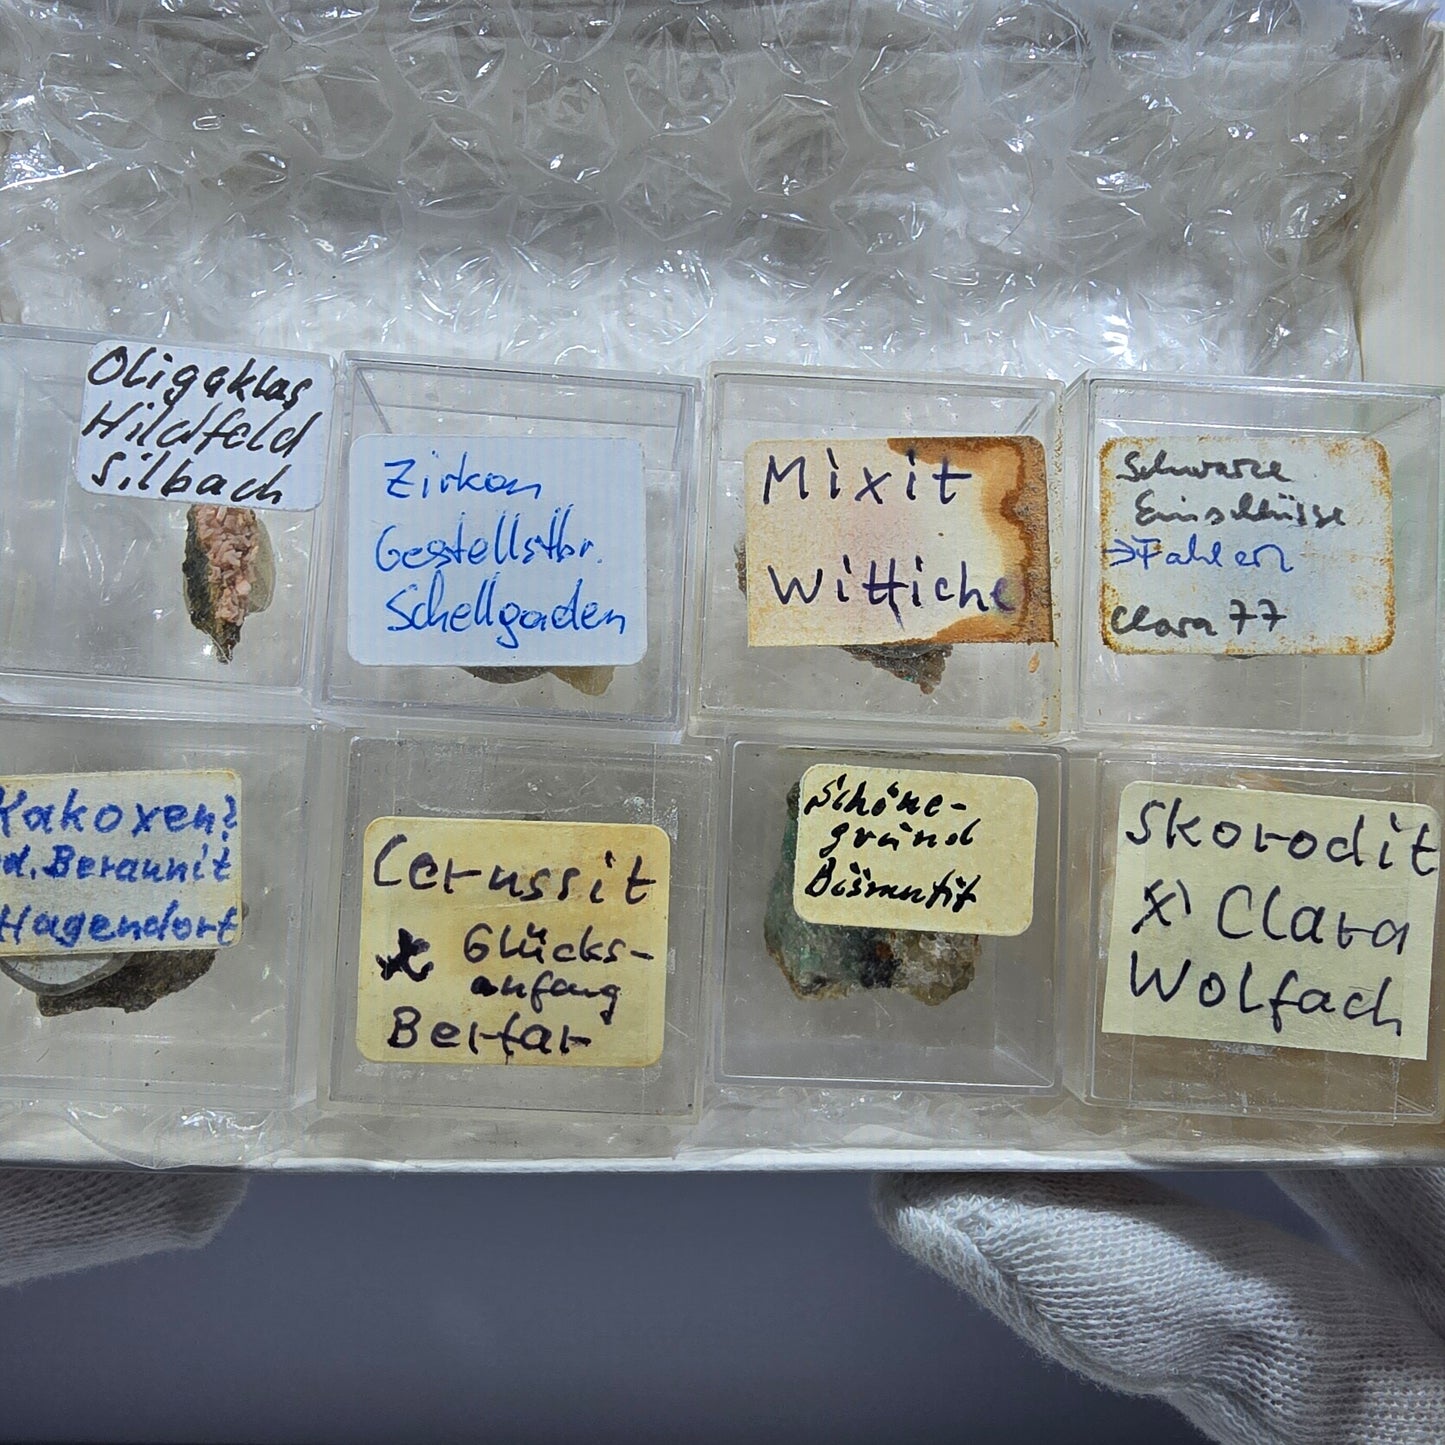 Oligoklas
Hildfeld
Silbach
Zirkon
Gestellstbr.
Schellgaden
Mixit
Wittiche
Schwarze
Einschlüsse
→Fahlerz
Clara 77
Kakoxen?
d. Beraunit
Hagendorf
Cerussit
x Glücks-
anfang
Berfar
Schöne-
gründ
Bismutit
Skorodit
X) Clara
Wolfach